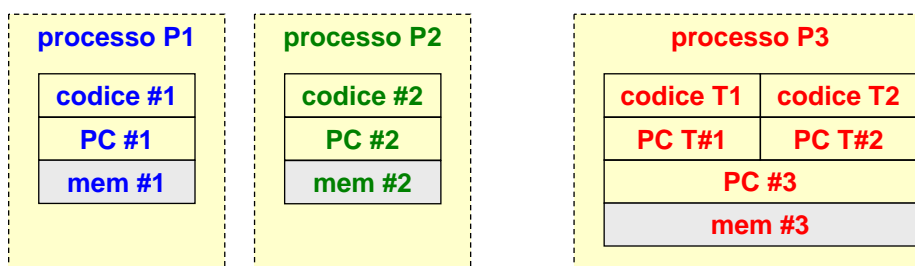 processo P1
codice #1
PC #1
mem #1
processo P2
codice #2
PC #2
mem #2
processo P3
codice T1 codice T2
PC T#1 PC T#2
PC #3
mem #3